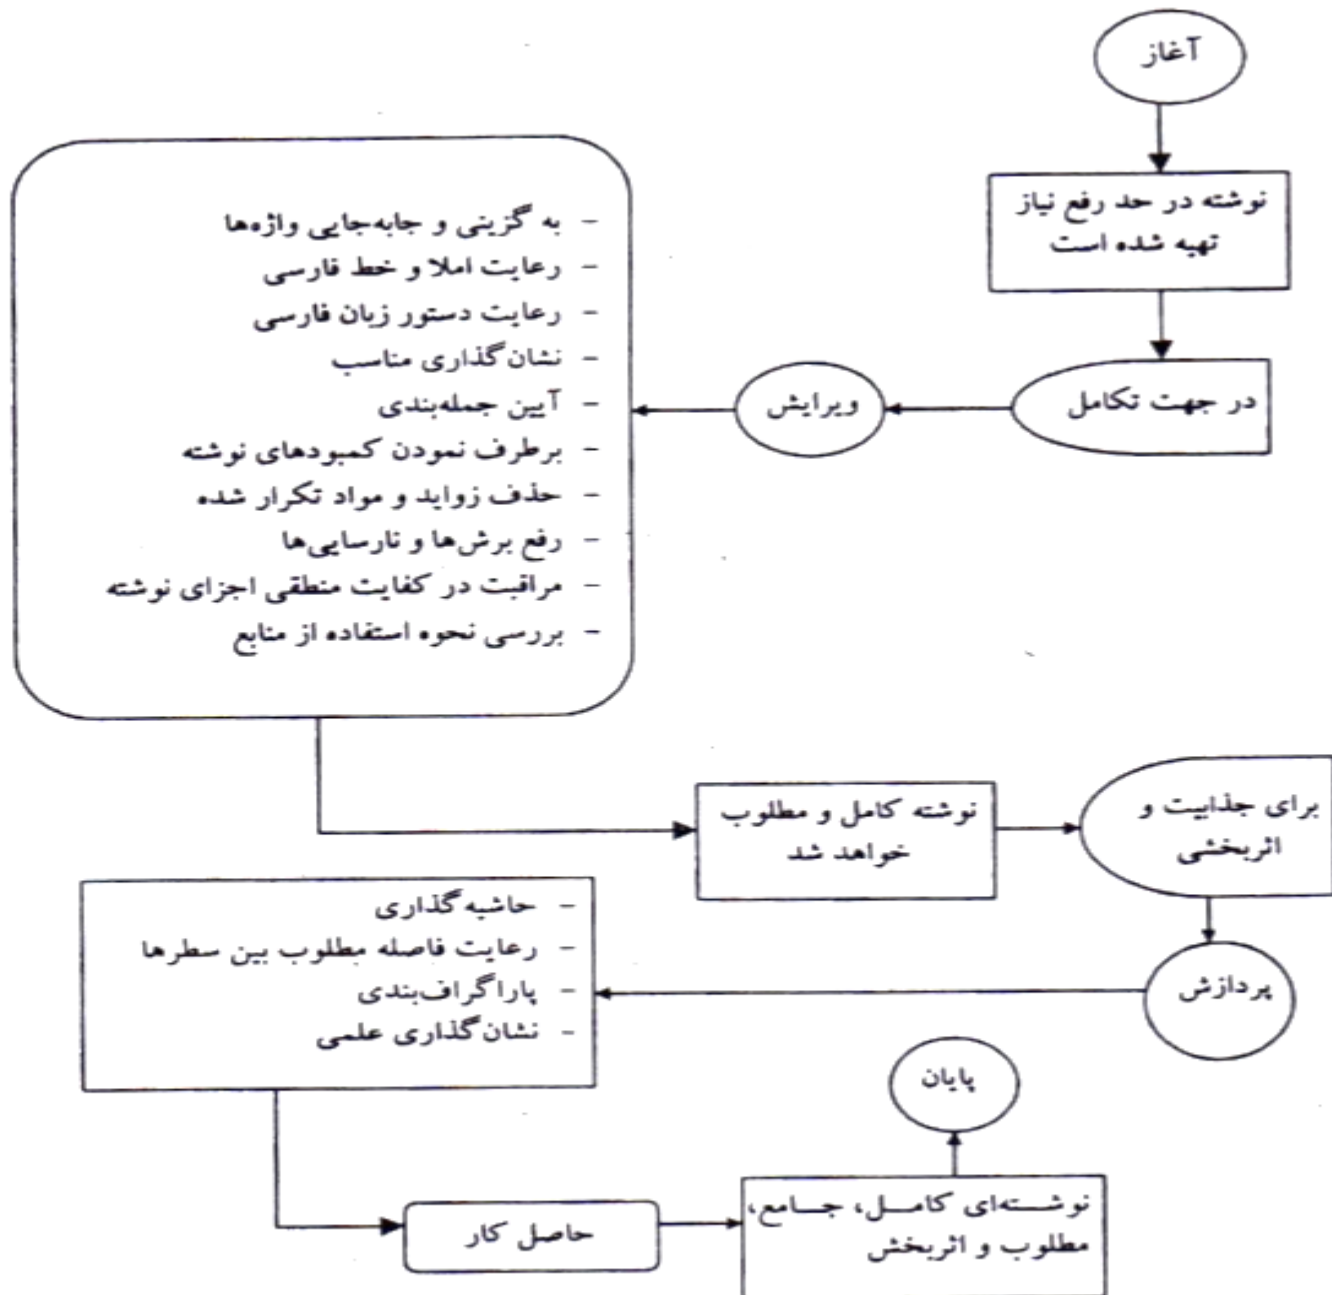 آغاز
نوشته در حد رفع نیاز
تهیه شده است
در جهت تکامل
ویرایش
- به گزینی و جابه‌جایی واژه‌ها
- رعایت املا و خط فارسی
- رعایت دستور زبان فارسی
- نشان‌گذاری مناسب
- آیین جمله‌بندی
- برطرف نمودن کمبودهای نوشته
- حذف زواید و مواد تکرار شده
- رفع برش‌ها و نارسایی‌ها
- مراقبت در کفایت منطقی اجزای نوشته
- بررسی نحوه استفاده از منابع
نوشته کامل و مطلوب
خواهد شد
برای جذابیت و
اثربخشی
پردازش
- حاشیه‌گذاری
- رعایت فاصله مطلوب بین سطرها
- پاراگراف‌بندی
- نشان‌گذاری علمی
حاصل کار
نوشته‌ای کامل، جامع،
مطلوب و اثربخش
پایان